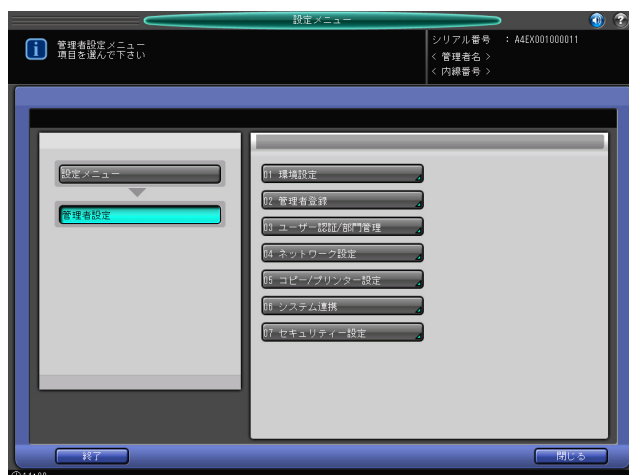 設定メニュー
管理者設定メニュー
項目を選んで下さい
シリアル番号 : A4EX001000011
< 管理者名 >
< 内線番号 >
設定メニュー
管理者設定
01 環境設定
02 管理者登録
03 ユーザー認証/部門管理
04 ネットワーク設定
05 コピー/プリンター設定
06 システム連携
07 セキュリティー設定
終了
閉じる